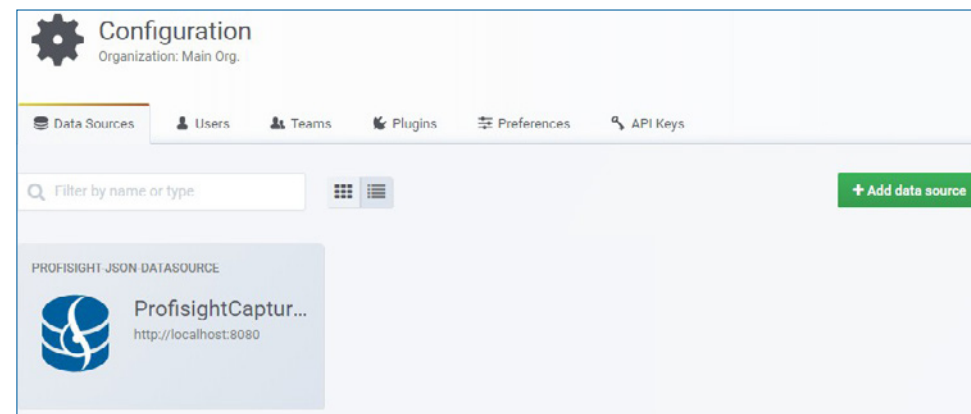 Configuration
Organization: Main Org.
Data Sources Users Teams Plugins Preferences API Keys
Filter by name or type
+ Add data source
PROFISIGHT-JSON-DATASOURCE
ProfisightCaptur...
http://localhost:8080